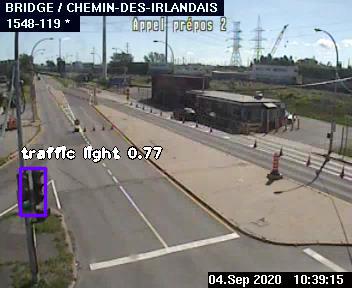 BRIDGE / CHEMIN-DES-IRLANDAIS
1548-119 *
Appel prépos 2
traffic light 0.77
04.Sep 2020 10:39:15